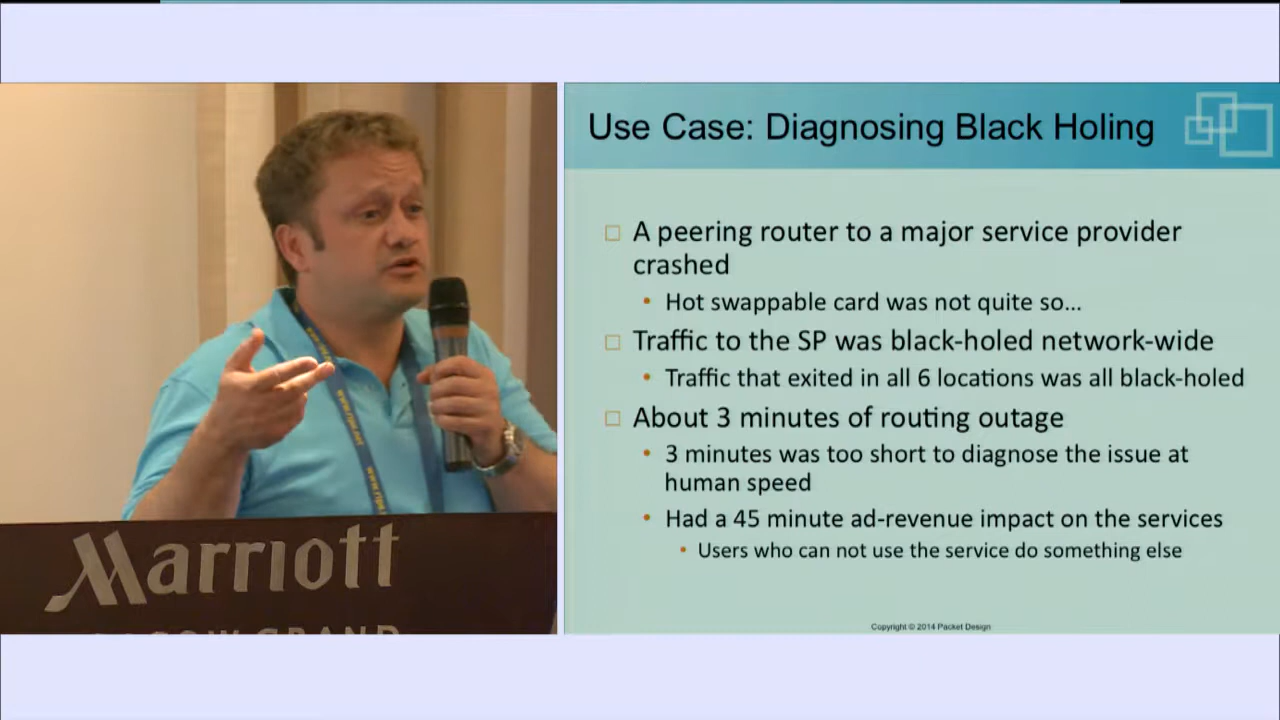 Use Case: Diagnosing Black Holing
A peering router to a major service provider
crashed
Hot swappable card was not quite so...
Traffic to the SP was black-holed network-wide
Traffic that exited in all 6 locations was all black-holed
About 3 minutes of routing outage
3 minutes was too short to diagnose the issue at
human speed
Had a 45 minute ad-revenue impact on the services
Users who can not use the service do something else
Copyright © 2014 Packet Design
Marriott
GRAND